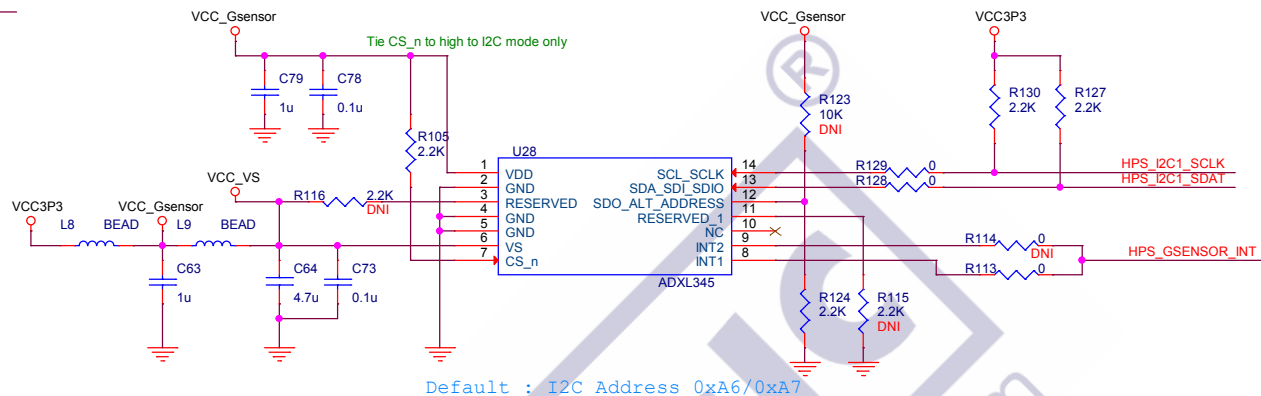 VCC_Gsensor
VCC_Gsensor
VCC3P3
Tie CS_n to high to I2C mode only
C79
1u
C78
0.1u
R105
2.2K
R123
10K
DNI
R130
2.2K
R127
2.2K
U28
1 VDD
2 GND
3 RESERVED
4 GND
5 GND
6 VS
7 CS_n
SCL_SCLK 14
SDA_SDI_SDIO 13
SDO_ALT_ADDRESS 12
RESERVED_1 11
NC 10
INT2 9
INT1 8
ADXL345
R129 0
HPS_I2C1_SCLK
R128 0
HPS_I2C1_SDAT
VCC_VS
R116 2.2K
DNI
VCC3P3
L8 BEAD
VCC_Gsensor
L9 BEAD
C63
1u
C64
4.7u
C73
0.1u
R114 0
DNI
R113 0
HPS_GSENSOR_INT
R124
2.2K
R115
2.2K
DNI
Default : I2C Address 0xA6/0xA7